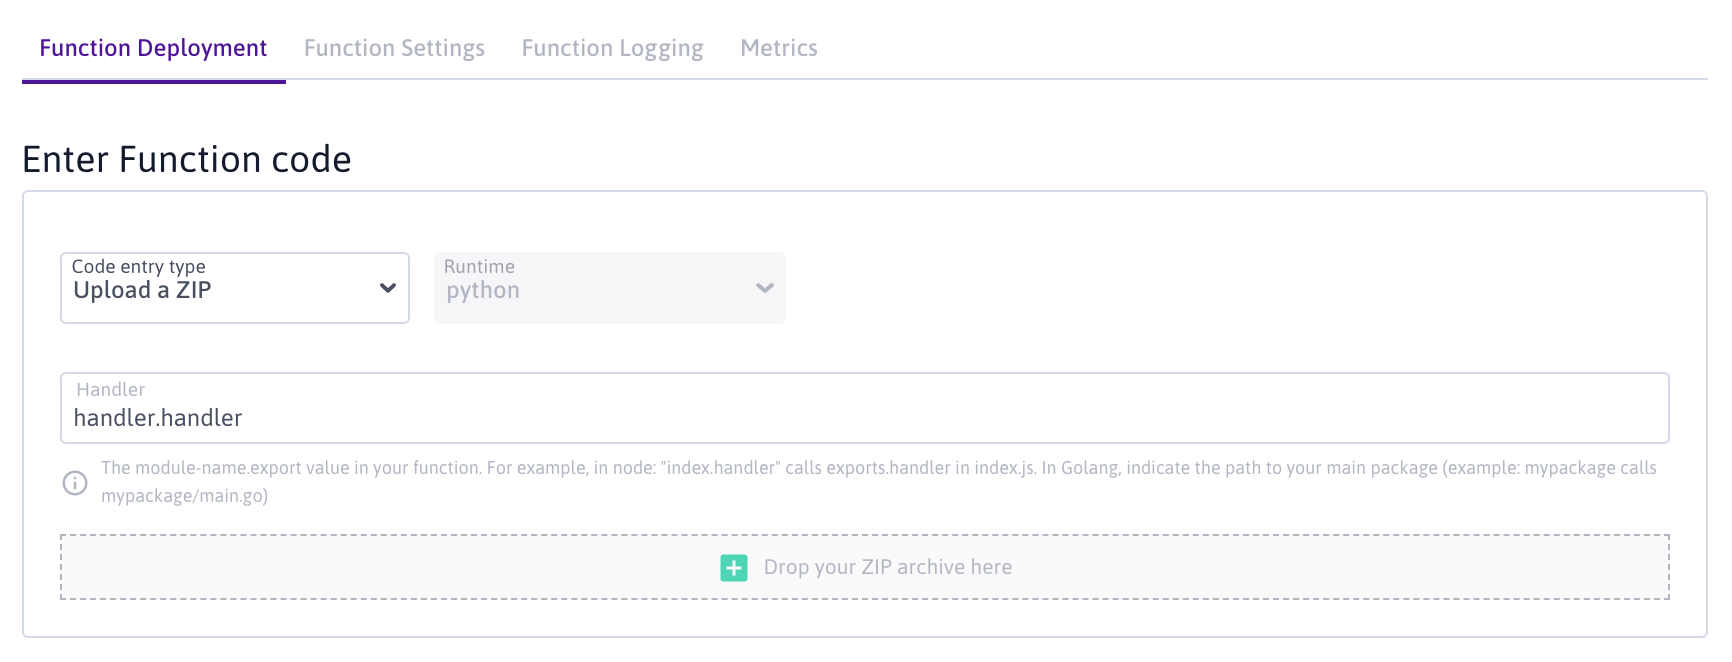 Function Deployment Function Settings Function Logging Metrics
Enter Function code
Code entry type
Upload a ZIP
Runtime
python
Handler
handler.handler
The module-name.export value in your function. For example, in node: "index.handler" calls exports.handler in index.js. In Golang, indicate the path to your main package (example: mypackage calls
mypackage/main.go)
Drop your ZIP archive here